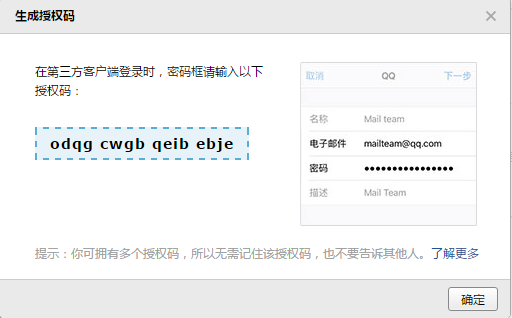 生成授权码
在第三方客户端登录时，密码框请输入以下
授权码：
odqg cwgb qeib ebje
取消 QQ 下一步
名称 Mail team
电子邮件 mailteam@qq.com
密码 ●●●●●●●●●●●●●●●
描述 Mail Team
提示：你可拥有多个授权码，所以无需记住该授权码，也不要告诉其他人。了解更多
确定